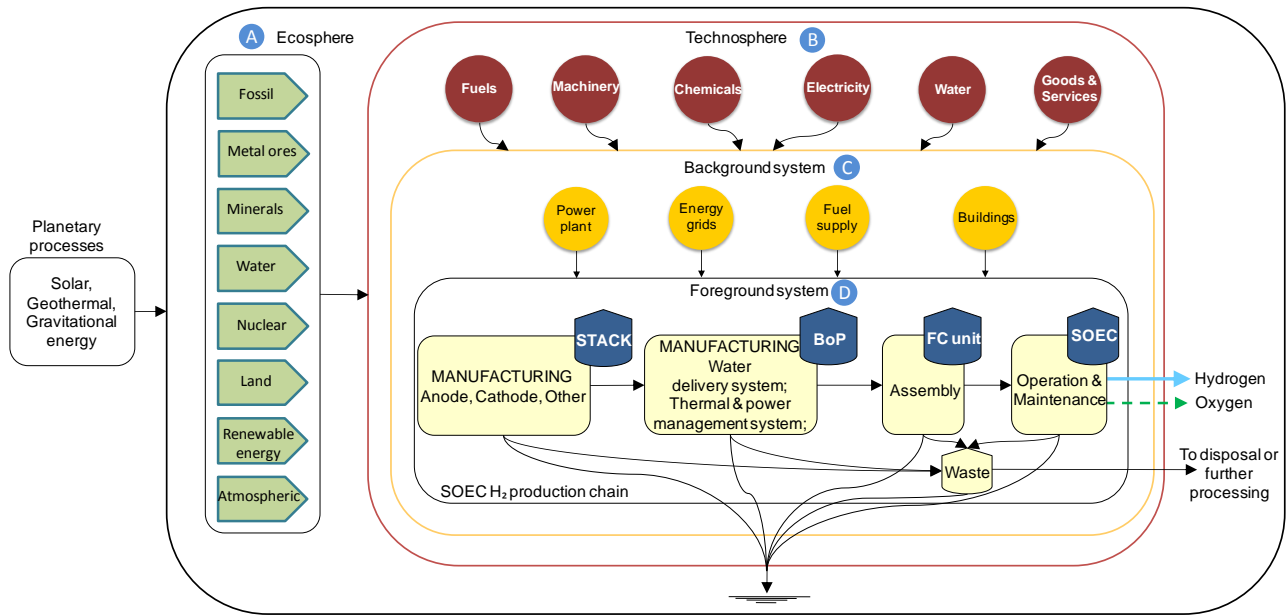 A Ecosphere
Technosphere B
Fossil
Metal ores
Minerals
Water
Nuclear
Land
Renewable
energy
Atmospheric
Planetary
processes
Solar,
Geothermal,
Gravitational
energy
Fuels
Machinery
Chemicals
Electricity
Water
Goods &
Services
Background system C
Power
plant
Energy
grids
Fuel
supply
Buildings
Foreground system D
STACK
MANUFACTURING
Anode, Cathode, Other
BoP
MANUFACTURING
Water
delivery system;
Thermal & power
management system;
FC unit
Assembly
SOEC
Operation &
Maintenance
Hydrogen
Oxygen
Waste
To disposal or
further
processing
SOEC H₂ production chain